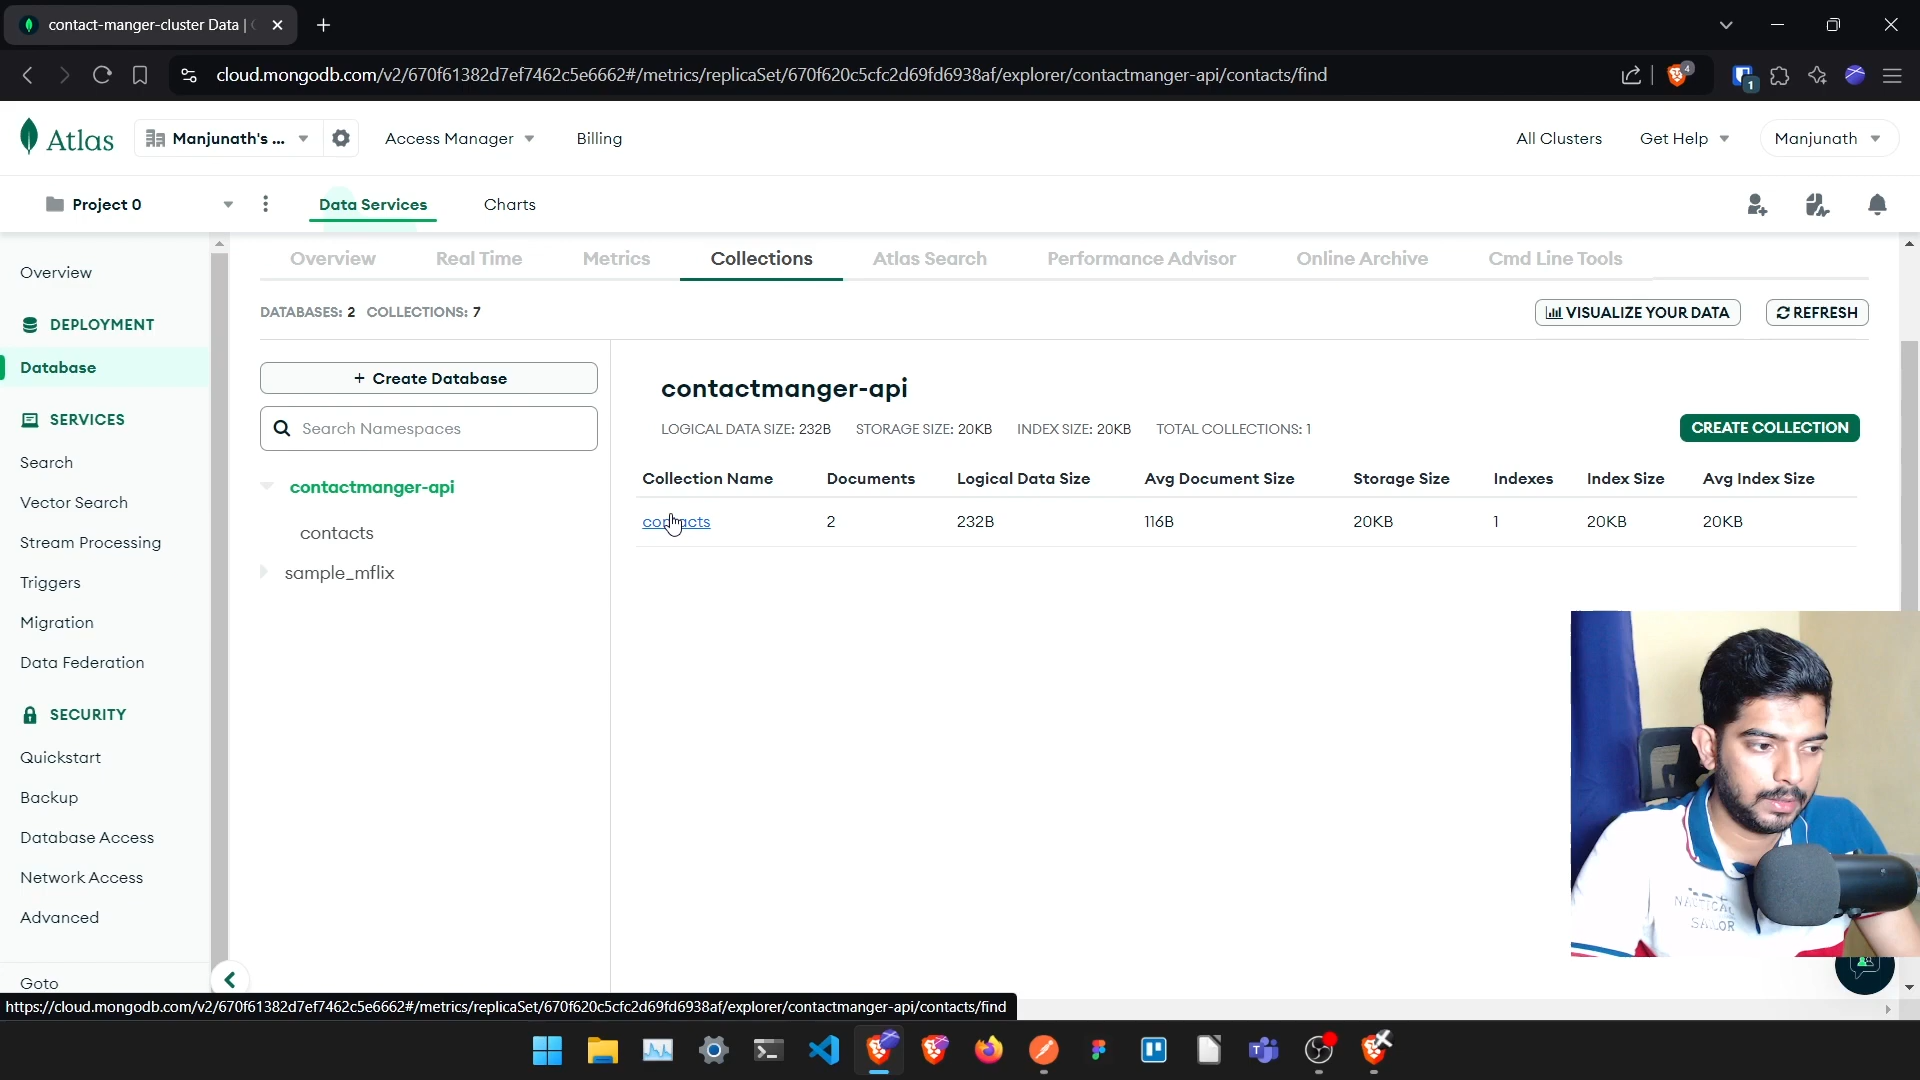 contact-manger-cluster Data |
cloud.mongodb.com/v2/670f61382d7ef7462c5e6662#/metrics/replicaSet/670f620c5cfc2d69fd6938af/explorer/contactmanger-api/contacts/find
4
1
Atlas
Manjunath's ...
Access Manager
Billing
All Clusters
Get Help
Manjunath
Project 0
Data Services
Charts
Overview
DEPLOYMENT
Database
SERVICES
Search
Vector Search
Stream Processing
Triggers
Migration
Data Federation
SECURITY
Quickstart
Backup
Database Access
Network Access
Advanced
Goto
Overview
Real Time
Metrics
Collections
Atlas Search
Performance Advisor
Online Archive
Cmd Line Tools
DATABASES: 2 COLLECTIONS: 7
VISUALIZE YOUR DATA
REFRESH
+ Create Database
Search Namespaces
contactmanger-api
contacts
sample_mflix
contactmanger-api
LOGICAL DATA SIZE: 232B STORAGE SIZE: 20KB INDEX SIZE: 20KB TOTAL COLLECTIONS: 1
CREATE COLLECTION
Collection Name Documents Logical Data Size Avg Document Size Storage Size Indexes Index Size Avg Index Size
contacts 2 232B 116B 20KB 1 20KB 20KB
NAUTICAL
SAILOR
https://cloud.mongodb.com/v2/670f61382d7ef7462c5e6662#/metrics/replicaSet/670f620c5cfc2d69fd6938af/explorer/contactmanger-api/contacts/find